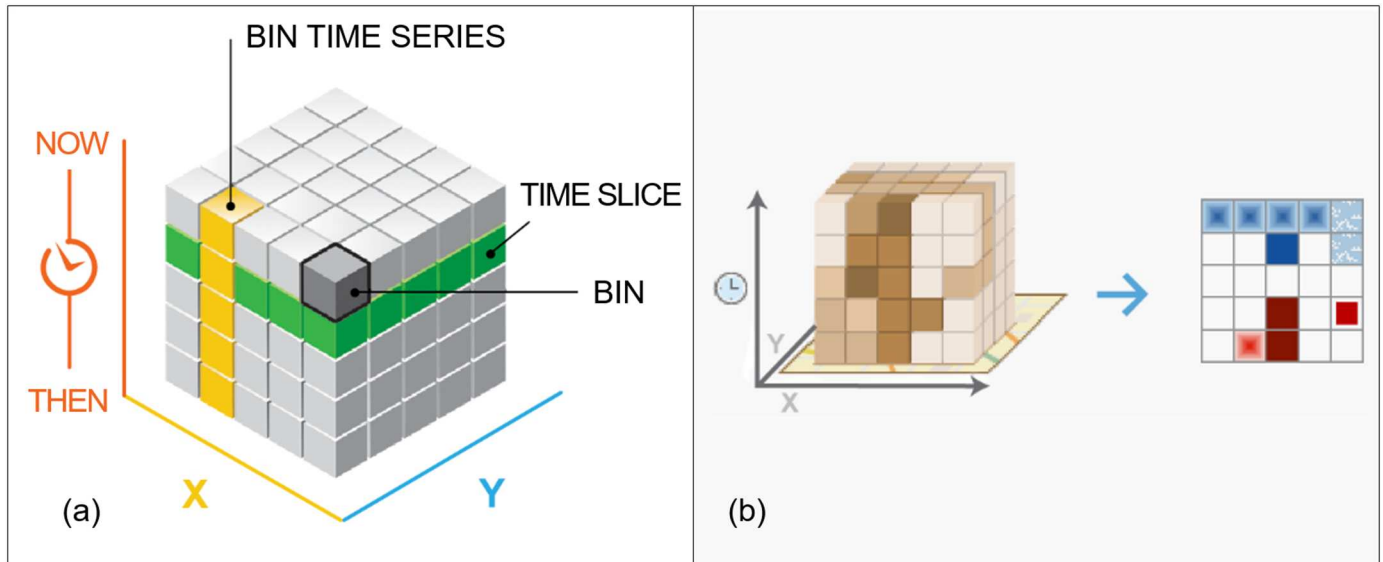 BIN TIME SERIES
NOW
TIME SLICE
BIN
THEN
X
Y
(a)
Y
X
(b)